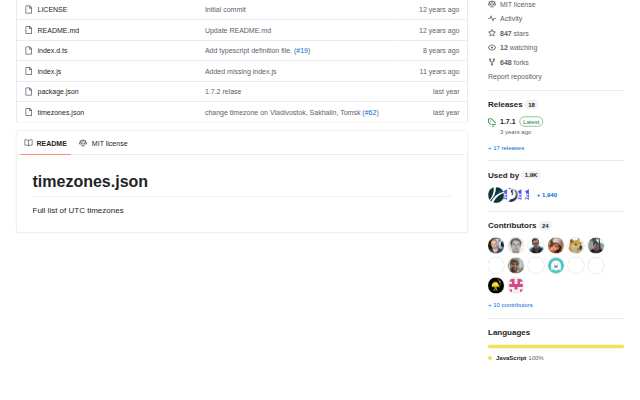 LICENSE Initial commit 12 years ago
README.md Update README.md 12 years ago
index.d.ts Add typescript definition file. (#19) 8 years ago
index.js Added missing index.js 11 years ago
package.json 1.7.2 relase last year
timezones.json change timezone on Vladivostok, Sakhalin, Tomsk (#62) last year
README MIT license
timezones.json
Full list of UTC timezones
MIT license
Activity
847 stars
12 watching
648 forks
Report repository
Releases 18
1.7.1 Latest
3 years ago
+ 17 releases
Used by 1.9K
+ 1,940
Contributors 24
+ 10 contributors
Languages
JavaScript 100%